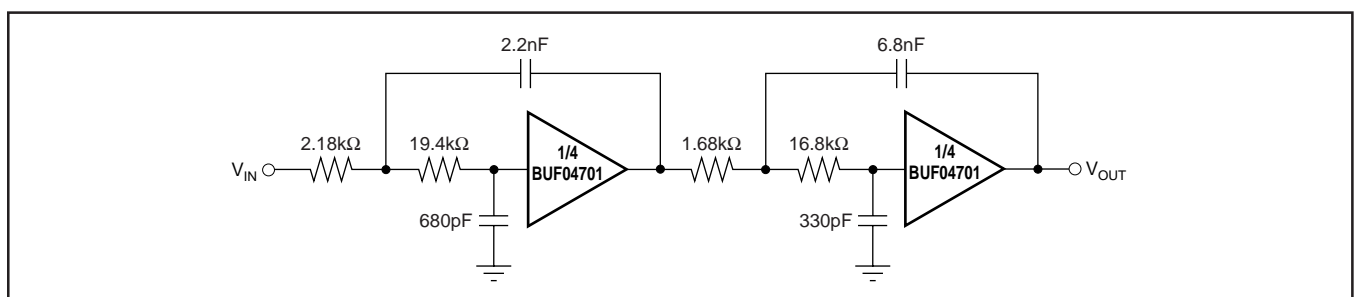 2.2nF
6.8nF
2.18kΩ
19.4kΩ
1/4
BUF04701
1.68kΩ
16.8kΩ
1/4
BUF04701
VIN
VOUT
680pF
330pF